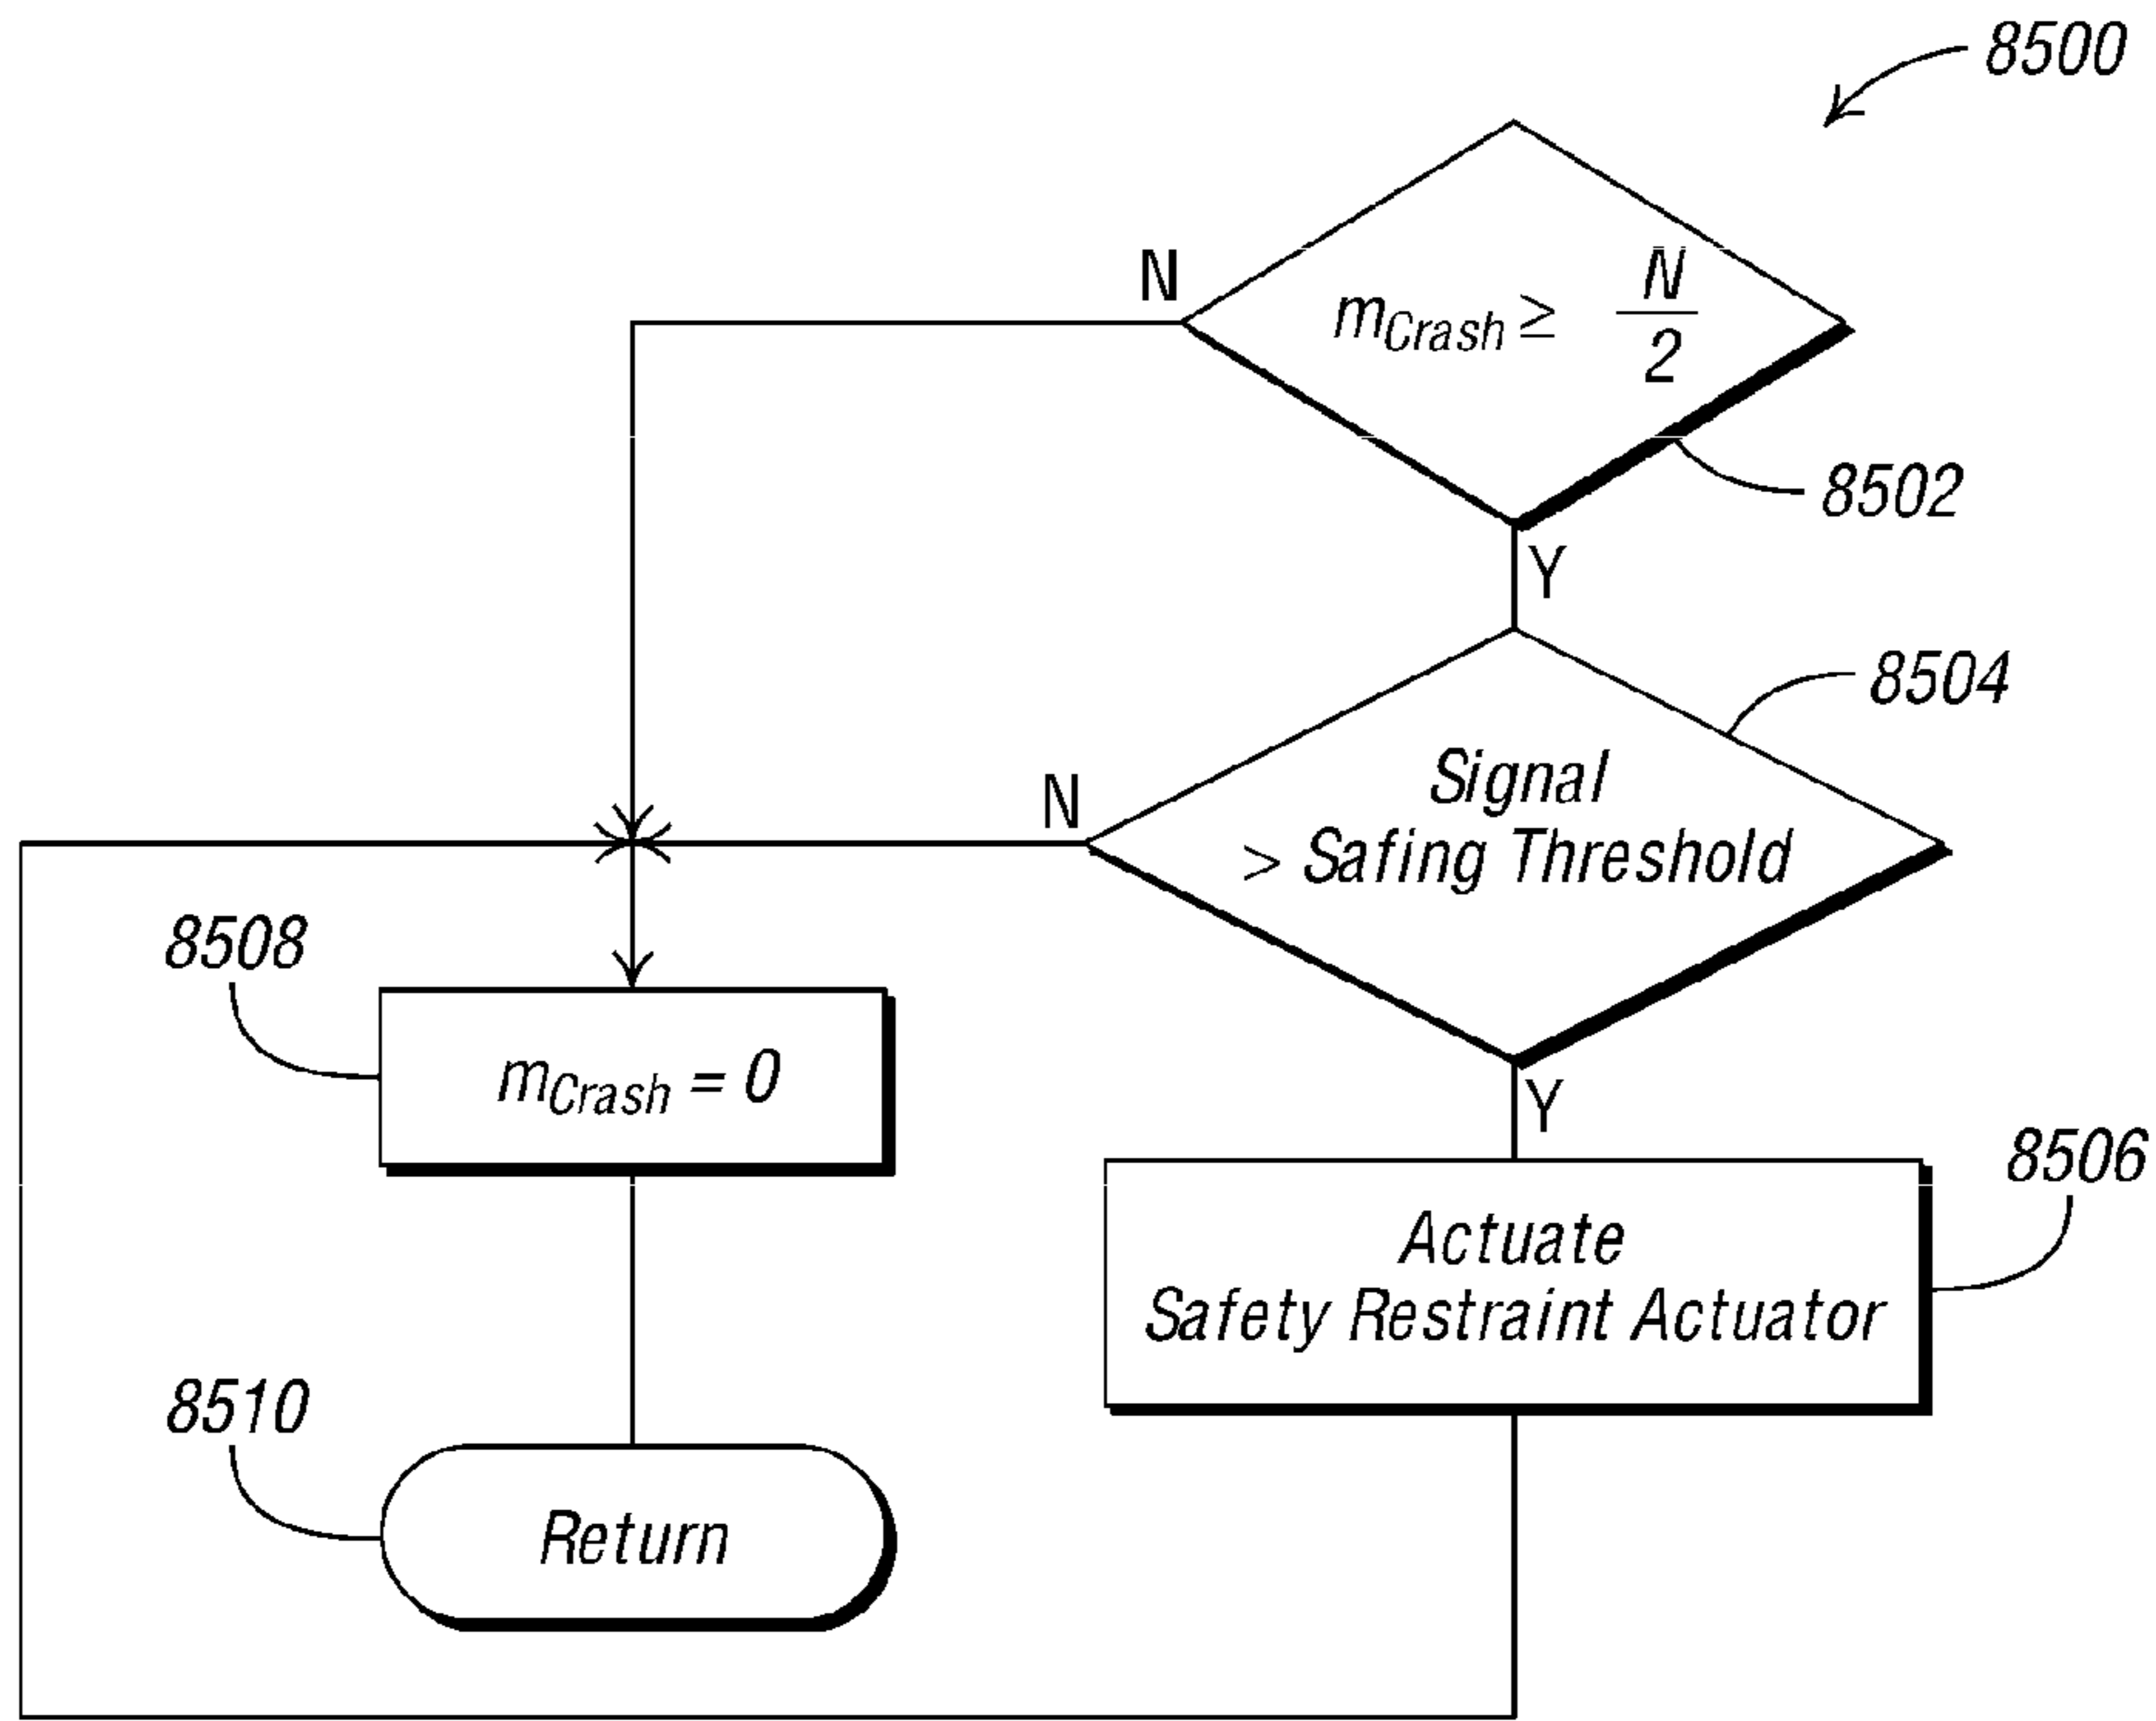 8500
N
m_Crash ≥ N/2
8502
Y
8504
N
Signal
> Safing Threshold
8508
m_Crash = 0
Y
8506
Actuate
Safety Restraint Actuator
8510
Return